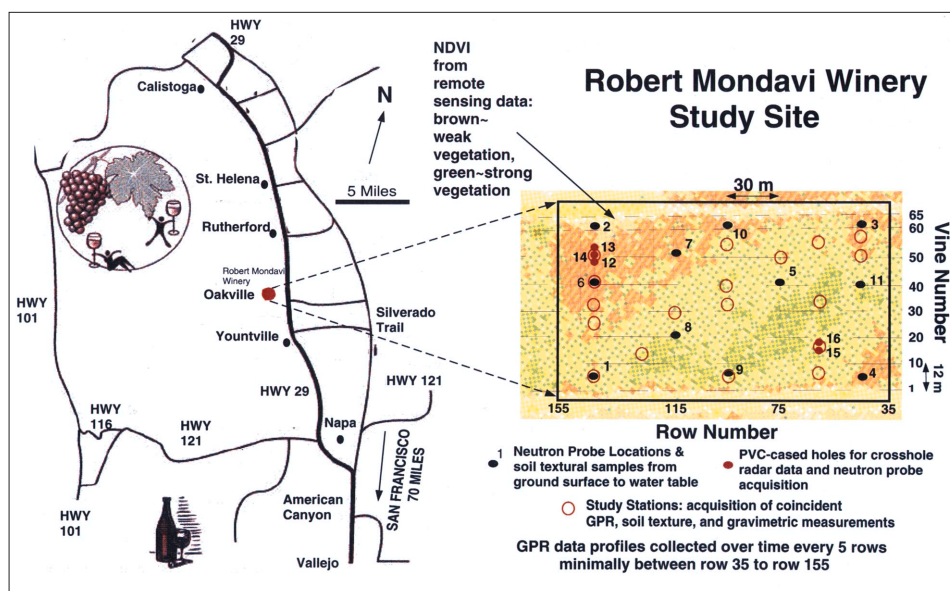 HWY
29
Calistoga
N
St. Helena
5 Miles
Rutherford
Robert Mondavi
Winery
Oakville
HWY
101
Silverado
Trail
Yountville
HWY 29
HWY 121
HWY
116
HWY
121
Napa
SAN FRANCISCO
70 MILES
HWY
101
American
Canyon
Vallejo
NDVI
from
remote
sensing data:
brown~
weak
vegetation,
green~strong
vegetation
Robert Mondavi Winery
Study Site
30 m
2
10
3
65
60
13
7
14
12
50
5
6
11
40
30
8
16
20
15
1
9
4
10
12 m
1
Vine Number
155
115
75
35
Row Number
1 Neutron Probe Locations &
soil textural samples from
ground surface to water table
PVC-cased holes for crosshole
radar data and neutron probe
acquisition
Study Stations: acquisition of coincident
GPR, soil texture, and gravimetric measurements
GPR data profiles collected over time every 5 rows
minimally between row 35 to row 155